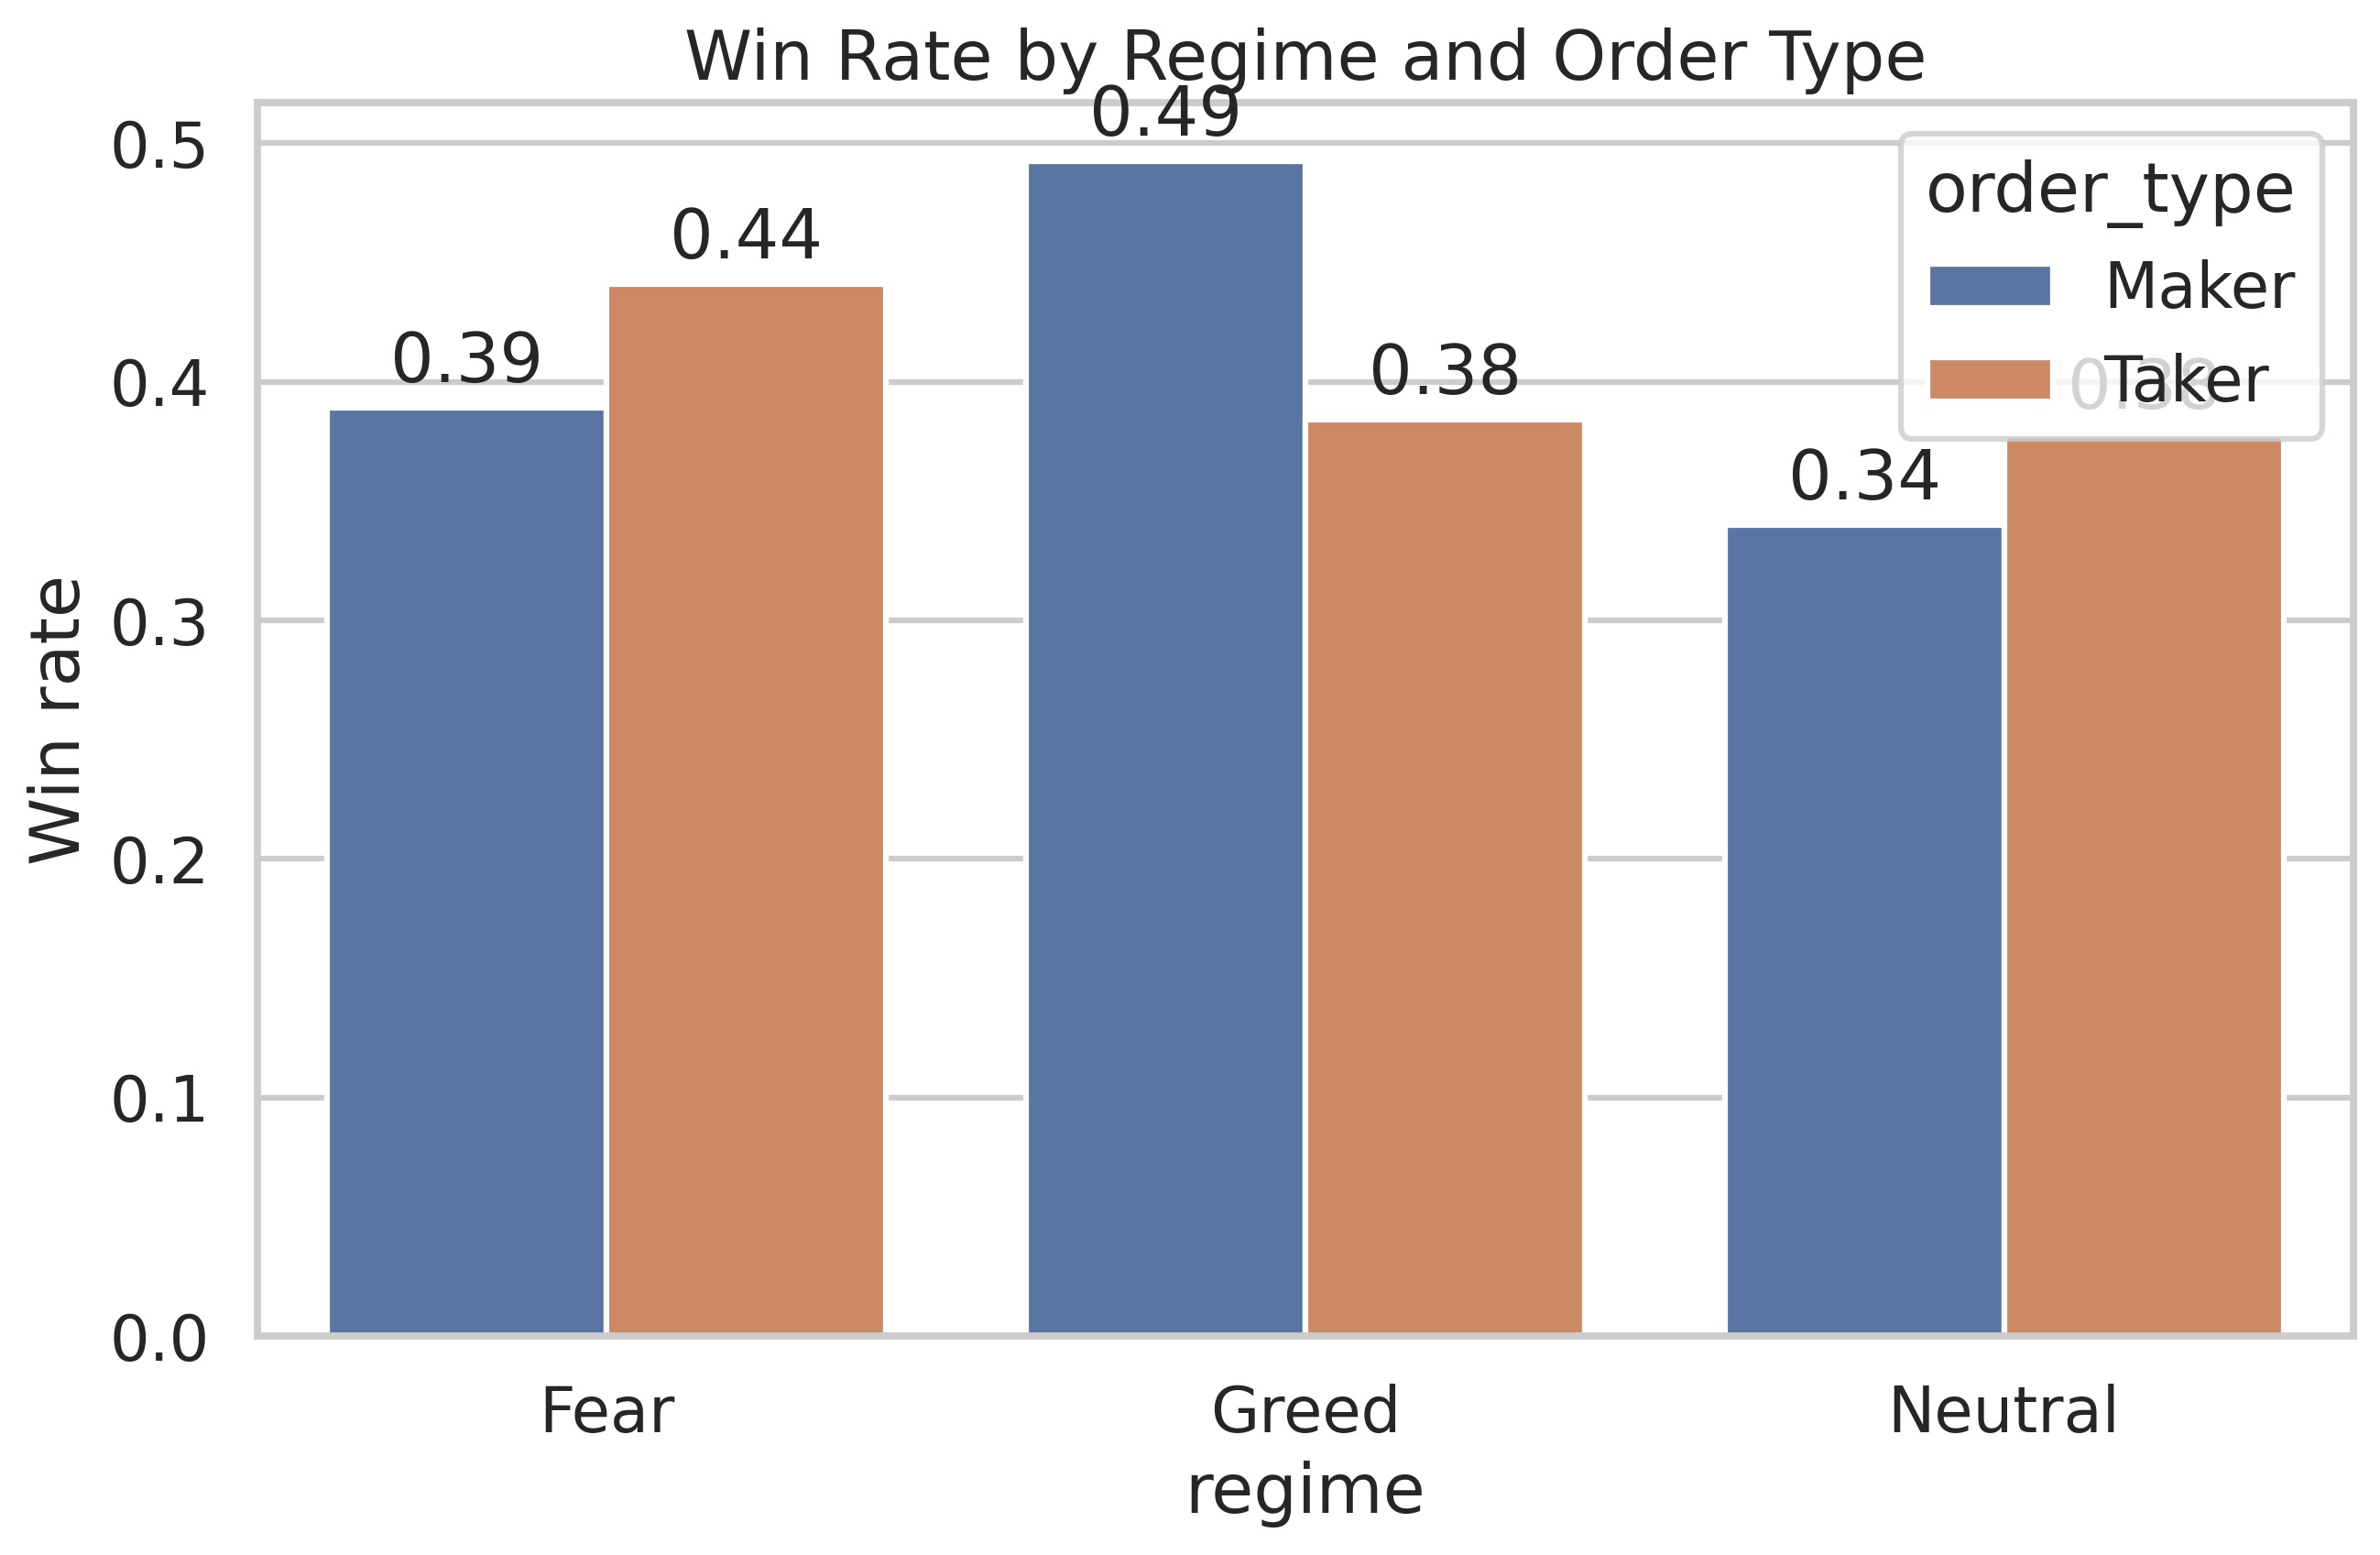 Win Rate by Regime and Order Type
0.49
0.5
order_type
0.44
Maker
0.39
0.38
Taker
0.38
0.4
0.34
0.3
0.2
0.1
0.0
Win rate
Fear
Greed
Neutral
regime